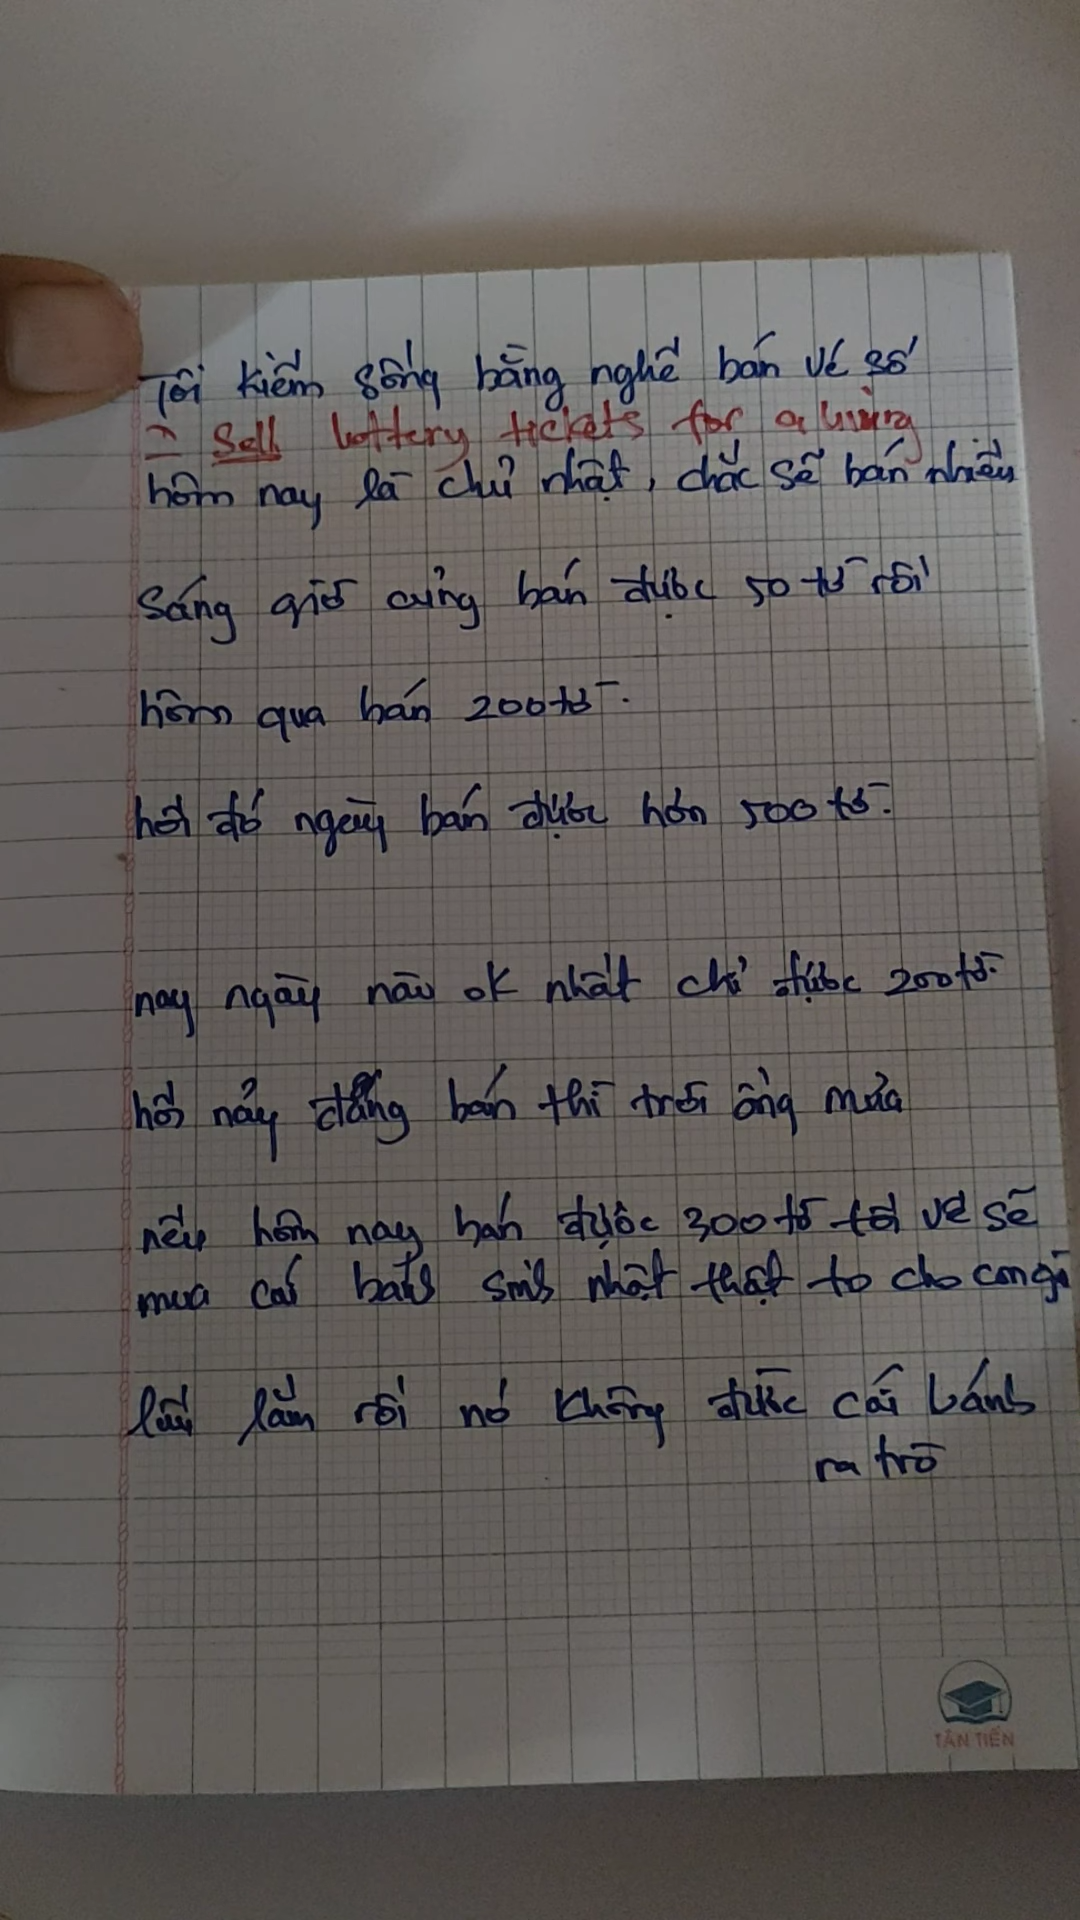 Tôi kiếm sống bằng nghề bán vé số
= Sell lottery tickets for a living
hôm nay là chủ nhật, chắc sẽ bán nhiều
Sáng giờ cũng bán được 50 tờ rồi
hôm qua bán 200 tờ.
hồi đó ngày bán được hơn 500 tờ.
nay ngày nào ok nhất chỉ được 200 tờ.
hồi nảy đang bán thì trời ổng mưa
nếu hôm nay bán được 300 tờ tối về sẽ
mua cái bánh sinh nhật thật to cho con gái
lâu lắm rồi nó không được cái bánh
ra trò
TÂN TIẾN